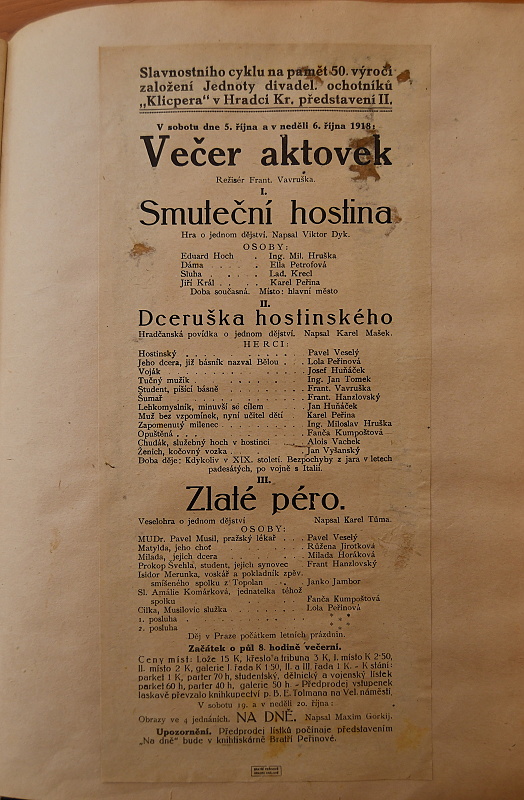 Slavnostního cyklu na pamět 50. výročí
založení Jednoty divadel. ochotníků
„Klicpera" v Hradci Kr. představení II.
V sobotu dne 5. října a v neděli 6. října 1918:
Večer aktovek
Režisér Frant. Vavruška.
I.
Smuteční hostina
Hra o jednom dějství. Napsal Viktor Dyk.
OSOBY:
Eduard Hoch . Ing. Mil. Hruška
Dáma . . . . Ella Petrofová
Sluha . . . . . Lad. Krecl
Jiří Král . . . . Karel Peřina
Doba současná. Místo: hlavní město
II.
Dceruška hostinského
Hradčanská povídka o jednom dějství. Napsal Karel Mašek.
HERCI:
Hostinský . . . . . . . . . . . . Pavel Veselý
Jeho dcera, již básník nazval Bělou . . . Lola Peřinová
Voják . . . . . . . . . . . . Josef Huňáček
Tučný mužík . . . . . . . . . . Ing. Jan Tomek
Student, píšící básně . . . . . . . . Frant. Vavruška
Šumař . . . . . . . . . . . . Frant. Hanzlovský
Lehkomyslník, minuvší se cílem . . . . Jan Huňáček
Muž bez vzpomínek, nyní učitel dětí . . Karel Peřina
Zapomenutý milenec . . . . . . . . Ing. Miloslav Hruška
Opuštěná . . . . . . . . . . . Fanča Kumpoštová
Chudák, služebný hoch v hostinci . . . Alois Vachek
Ženich, kočovný vozka . . . . . . . Jan Vyšanský
Doba děje: Kdykoliv v XIX. století. Bezpochyby z jara v letech
padesátých, po vojně s Italií.
III.
Zlaté péro.
Veselohra o jednom dějství Napsal Karel Tůma.
OSOBY:
MUDr. Pavel Musil, pražský lékař . . . Pavel Veselý
Matylda, jeho choť . . . . . . . Růžena Jirotková
Milada, jejich dcera . . . . . . . Milada Horáková
Prokop Švehla, student, jejich synovec Frant Hanzlovský
Isidor Merunka, voskář a pokladník zpěv.
smíšeného spolku z Topolan . . . Janko Jambor
Sl. Amálie Komárková, jednatelka téhož
spolku . . . . . . . . . . . Fanča Kumpoštová
Cilka, Musilovic služka . . . . . . Lola Peřinová
1. posluha . . . . . . . . . . . * * *
2. posluha . . . . . . . . . . . * * *
Děj v Praze počátkem letních prázdnin.
Začátek o půl 8. hodině večerní.
Ceny míst: Lože 15 K, křeslo a tribuna 3 K, I. místo K 2·50,
II. místo 2 K, galerie I. řada K 1·50, II. a III. řada 1 K. - K stání:
parket 1 K, parter 70 h, studentský, dělnický a vojenský lístek
parket 60 h, parter 40 h, galerie 50 h. - Předprodej vstupenek
laskavě převzalo knihkupectví p. B. E. Tolmana na Vel. náměstí.
V sobotu 19. a v neděli 20. října:
Obrazy ve 4 jednáních. NA DNĚ. Napsal Maxim Gorkij.
Upozornění. Předprodej lístků počínaje představením
„Na dně" bude v knihtiskárně Bratří Peřinové.